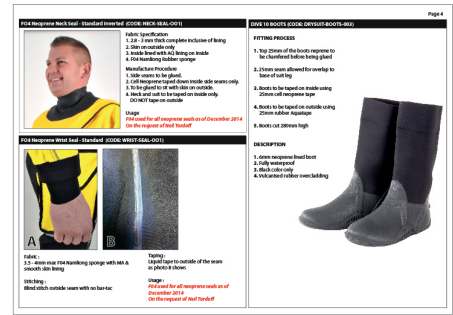 Page 4
F04 Neoprene Neck Seal - Standard Inverted (CODE: NECK-SEAL-OO1)
Fabric Specification
1. 2.8 - 3 mm thick complete inclusive of lining
2. Skin on outside only
3. Inside lined with AQ lining on inside
4. F04 Namilong Rubber sponge
Manufacture Procedure
1. Side seams to be glued.
2. Cell Neoprene taped down inside side seams only.
3. To be glued to sit with skin on outside.
4. Neck and suit to be taped on inside only.
DO NOT tape on outside
Usage
F04 used for all neoprene seals as of December 2014
On the request of Neil Tordoff
F04 Neoprene Wrist Seal - Standard (CODE: WRIST-SEAL-OO1)
A
B
Fabric :
3.5 - 4mm max F04 Namilong sponge with MA &
smooth skin lining
Stitching :
Blind stitch outside seam with no bar-tac
Taping :
Liquid tape to outside of the seam
as photo B shows
Usage :
F04 used for all neoprene seals as of
December 2014
On the request of Neil Tordoff
DIVE 10 BOOTS (CODE: DRYSUIT-BOOTS-003)
FITTING PROCESS
1. Top 25mm of the boots neprene to
be chamfered before being glued
2. 25mm seam allowed for overlap to
base of suit leg
3. Boots to be taped on inside using
25mm cell neoprene tape
4. Boots to be taped on outside using
25mm rubber Aquatape
5. Boots cut 280mm high
DESCRIPTION
1. 6mm neoprene lined boot
2. Fully waterproof
3. Black color only
4. Vulcanised rubber overcladding